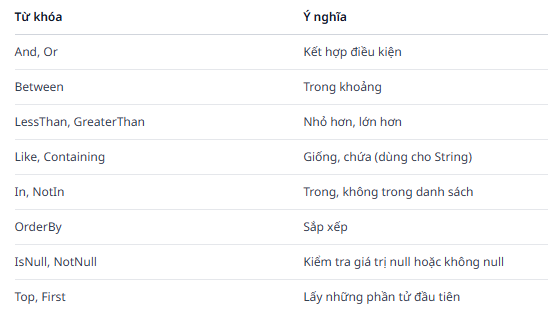 Từ khóa Ý nghĩa
And, Or Kết hợp điều kiện
Between Trong khoảng
LessThan, GreaterThan Nhỏ hơn, lớn hơn
Like, Containing Giống, chứa (dùng cho String)
In, NotIn Trong, không trong danh sách
OrderBy Sắp xếp
IsNull, NotNull Kiểm tra giá trị null hoặc không null
Top, First Lấy những phần tử đầu tiên